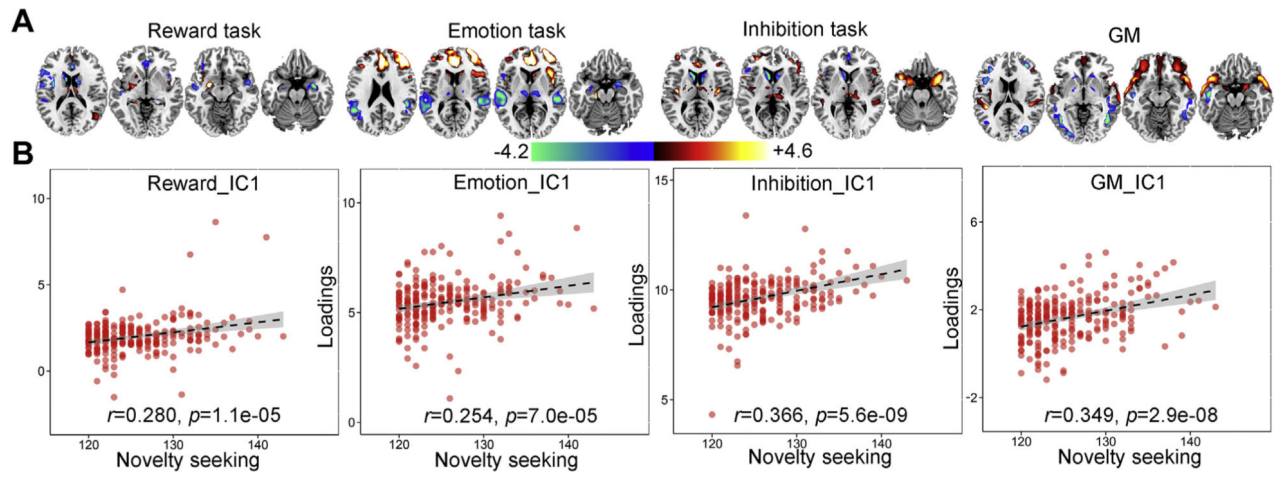 A
Reward task
Emotion task
Inhibition task
GM
-4.2
+4.6
B
Reward_IC1
10
5
0
r=0.280, p=1.1e-05
120
130
140
Novelty seeking
Emotion_IC1
Loadings
10
5
0
r=0.254, p=7.0e-05
120
130
140
Novelty seeking
Inhibition_IC1
Loadings
15
10
5
r=0.366, p=5.6e-09
120
130
140
Novelty seeking
GM_IC1
Loadings
6
2
-2
r=0.349, p=2.9e-08
120
130
140
Novelty seeking